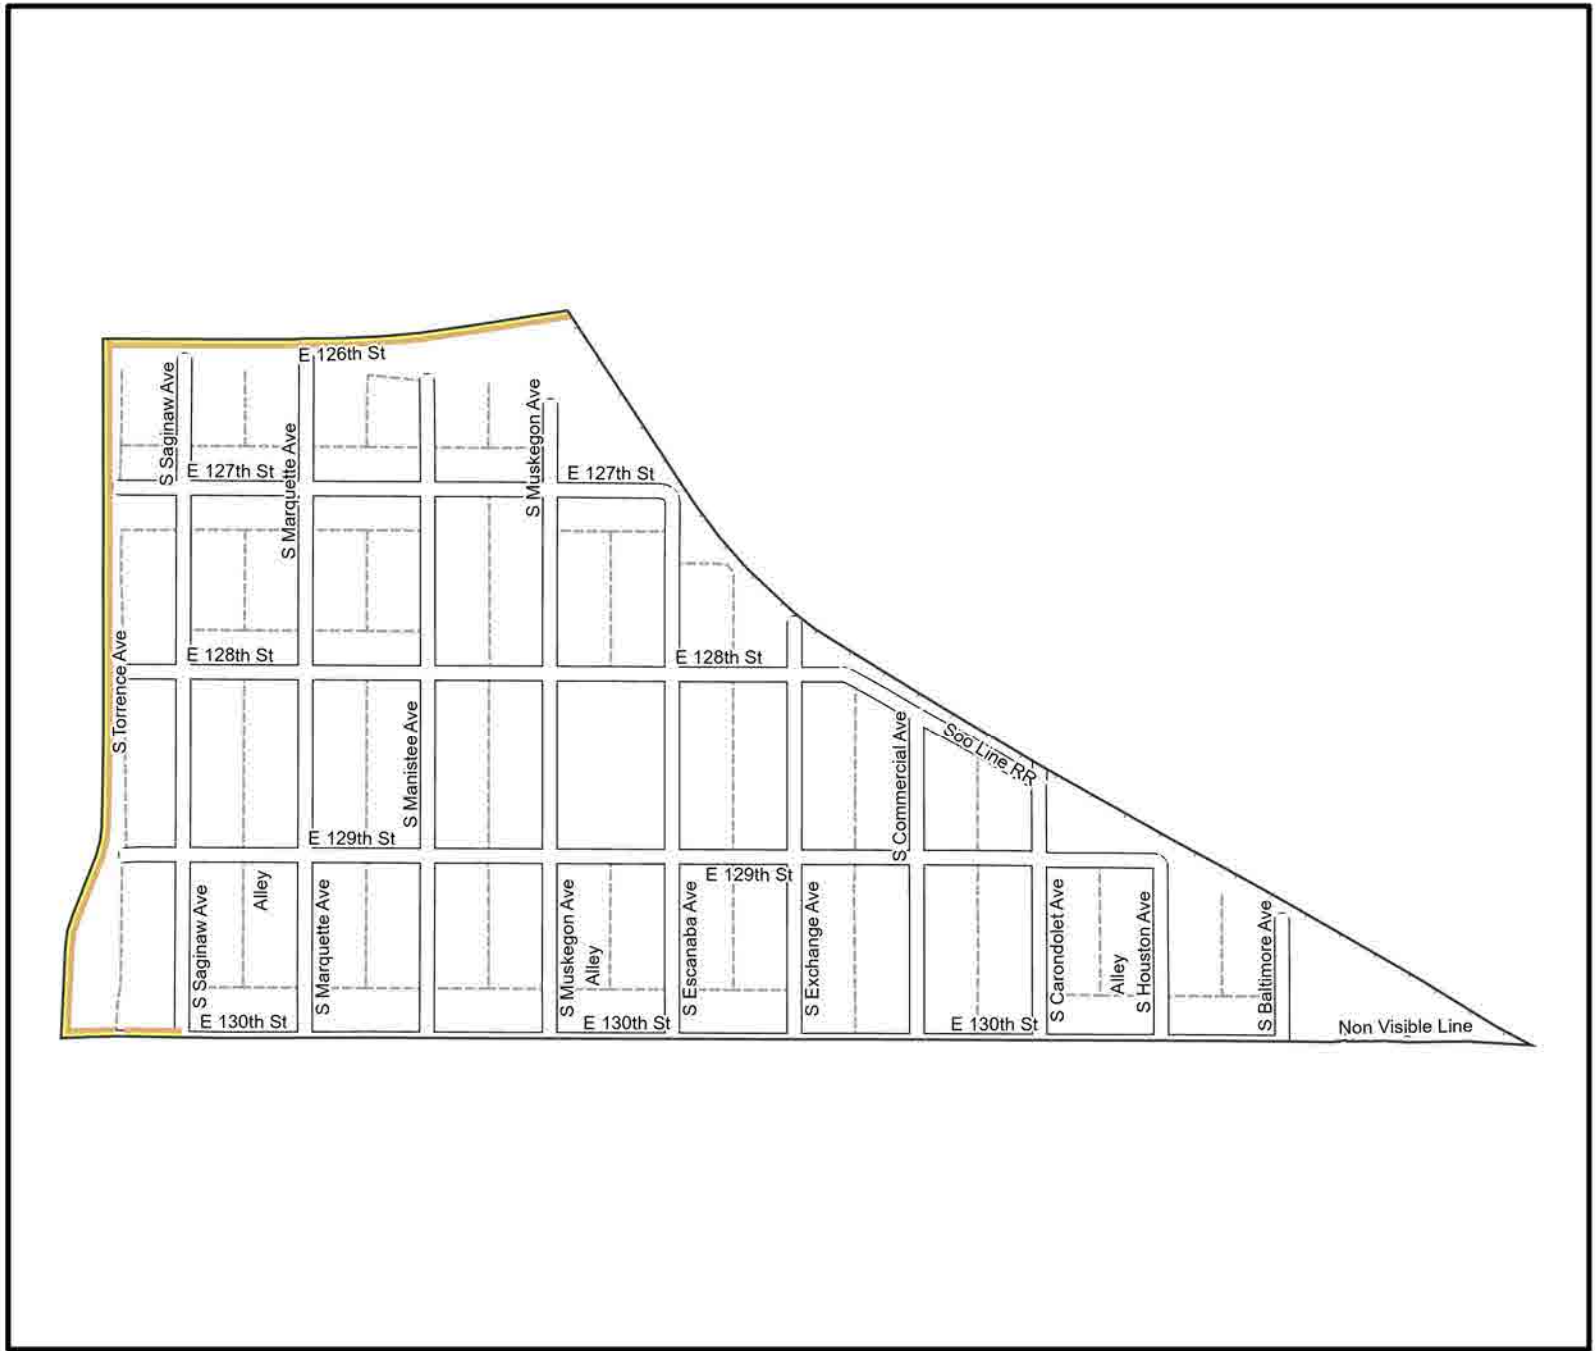 E 126th St
S Saginaw Ave
S Marquette Ave
S Muskegon Ave
E 127th St
E 127th St
S Torrence Ave
E 128th St
E 128th St
S Manistee Ave
S Commercial Ave
Soo Line RR
E 129th St
E 129th St
S Saginaw Ave
Alley
S Marquette Ave
S Muskegon Ave
Alley
S Escanaba Ave
S Exchange Ave
S Carondolet Ave
Alley
S Houston Ave
S Baltimore Ave
E 130th St
E 130th St
E 130th St
Non Visible Line